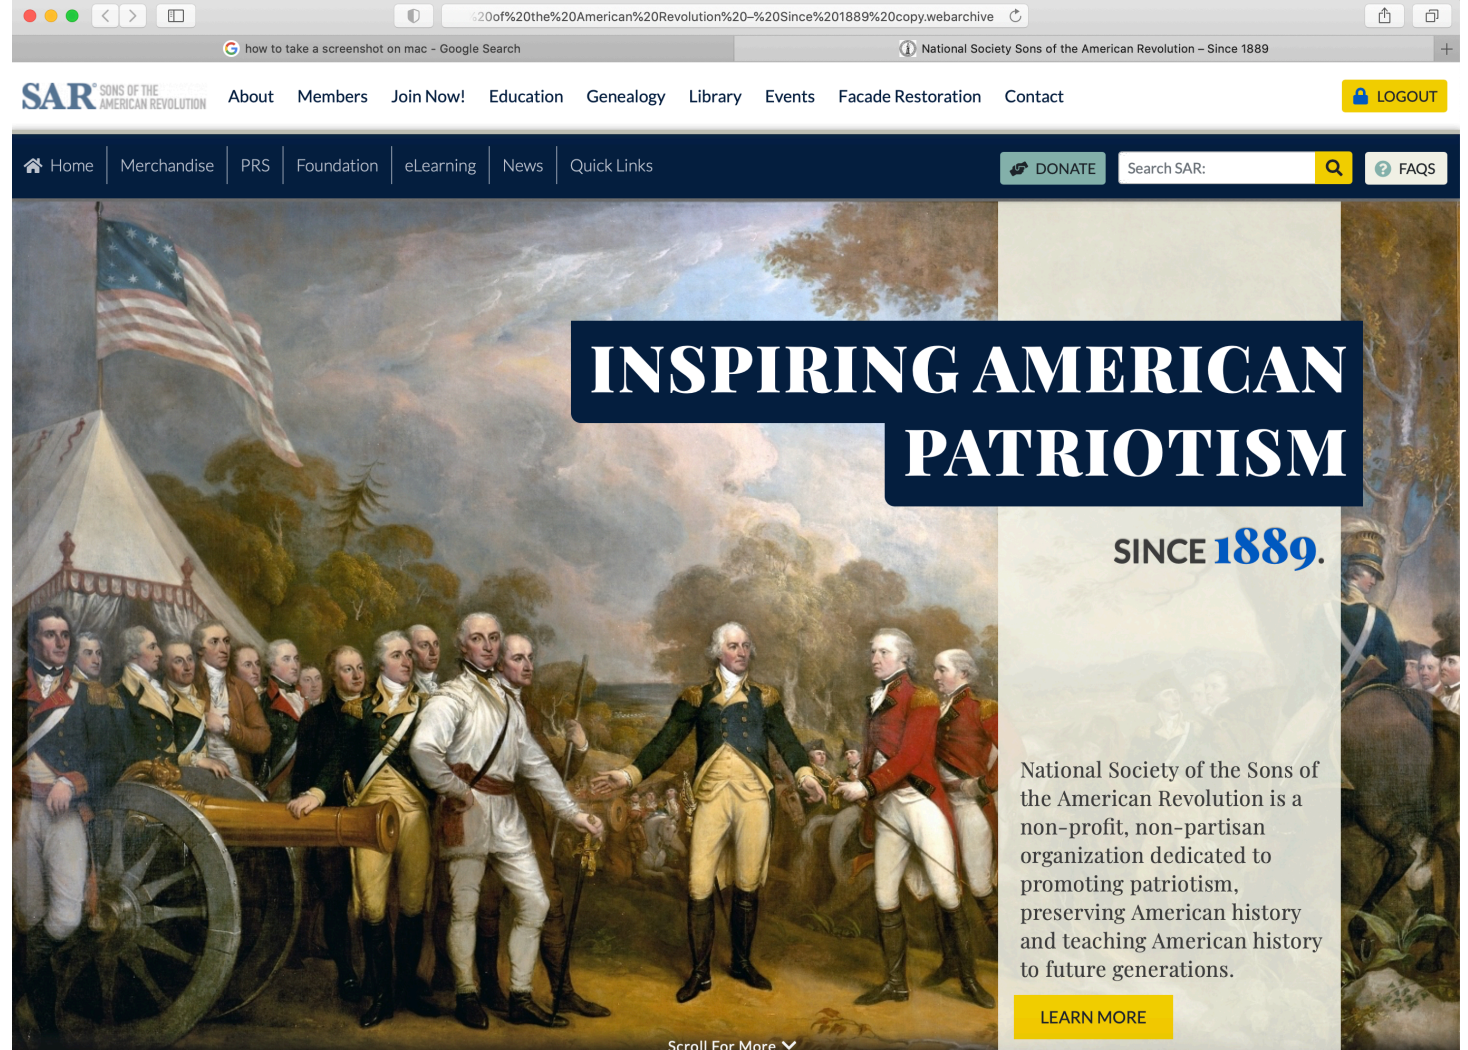 20of%20the%20American%20Revolution%20–%20Since%201889%20copy.webarchive
how to take a screenshot on mac - Google Search
National Society Sons of the American Revolution – Since 1889
SAR® SONS OF THE
AMERICAN REVOLUTION
About Members Join Now! Education Genealogy Library Events Facade Restoration Contact
LOGOUT
Home Merchandise PRS Foundation eLearning News Quick Links
DONATE
Search SAR:
FAQS
INSPIRING AMERICAN
PATRIOTISM
SINCE 1889.
National Society of the Sons of
the American Revolution is a
non-profit, non-partisan
organization dedicated to
promoting patriotism,
preserving American history
and teaching American history
to future generations.
LEARN MORE
Scroll For More